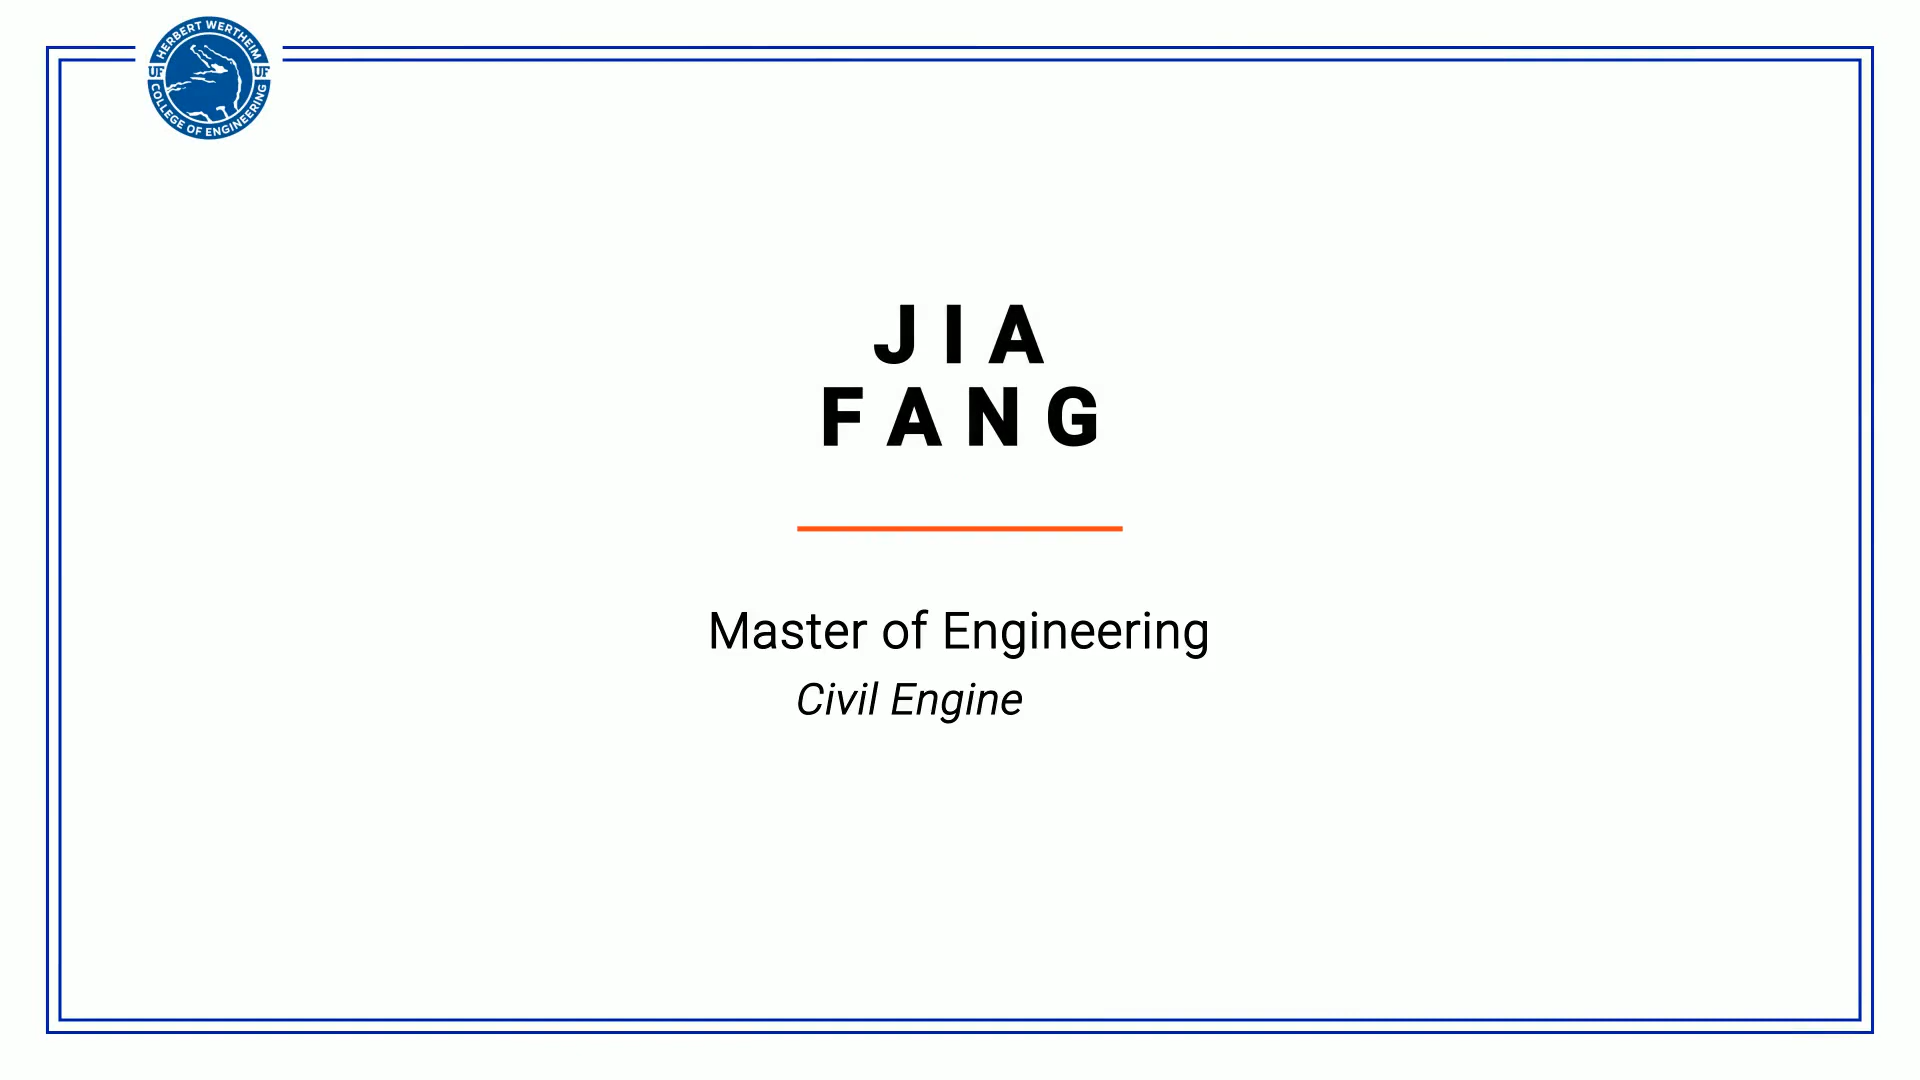 HERBERT WERTHEIM
UF UF
COLLEGE OF ENGINEERING
JIA
FANG
Master of Engineering
Civil Engine